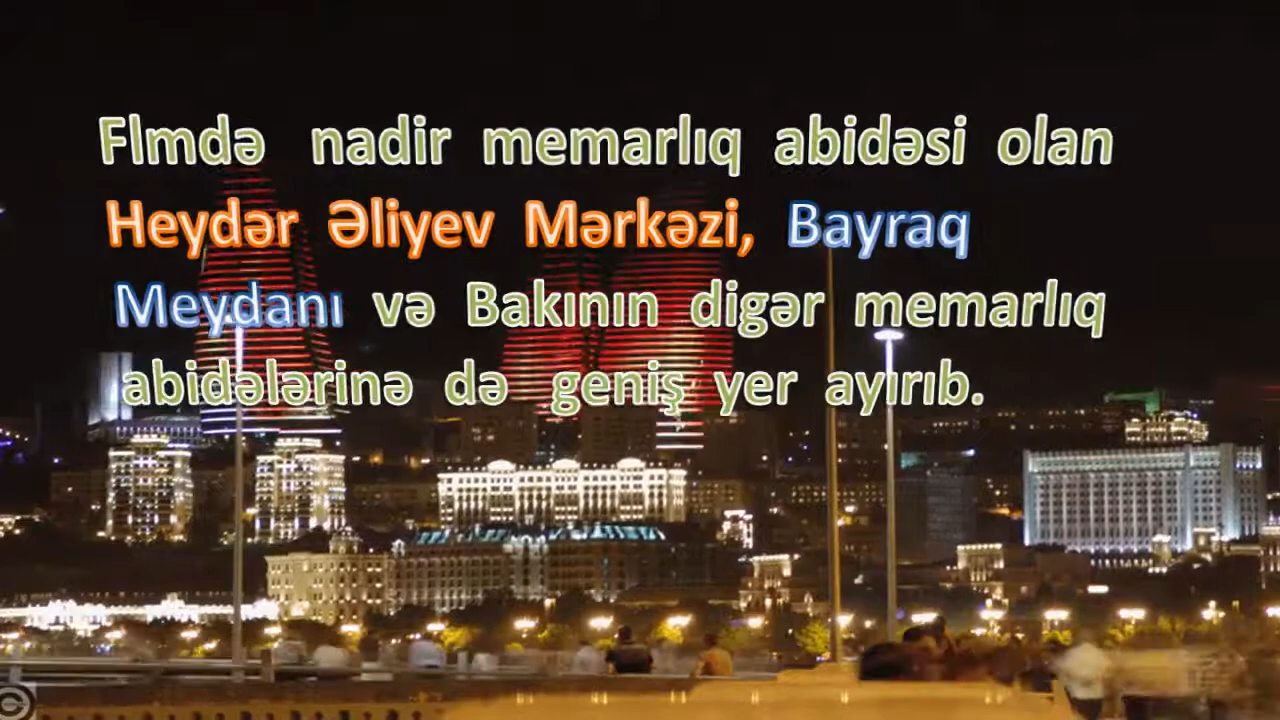 Flmdə nadir memarlıq abidəsi olan
Heydər Əliyev Mərkəzi, Bayraq
Meydanı və Bakının digər memarlıq
abidələrinə də geniş yer ayırıb.